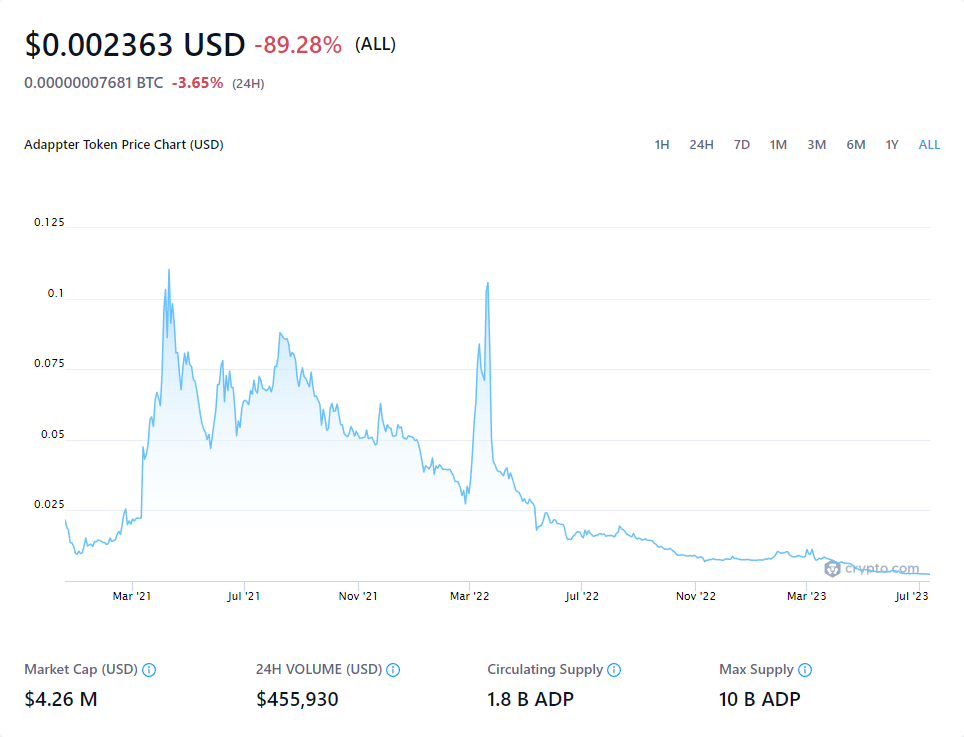 $0.002363 USD -89.28% (ALL)
0.00000007681 BTC -3.65% (24H)
Adappter Token Price Chart (USD) 1H 24H 7D 1M 3M 6M 1Y ALL
0.125
0.1
0.075
0.05
0.025
crypto.com
Mar '21 Jul '21 Nov '21 Mar '22 Jul '22 Nov '22 Mar '23 Jul '23
Market Cap (USD) 24H VOLUME (USD) Circulating Supply Max Supply
$4.26 M $455,930 1.8 B ADP 10 B ADP